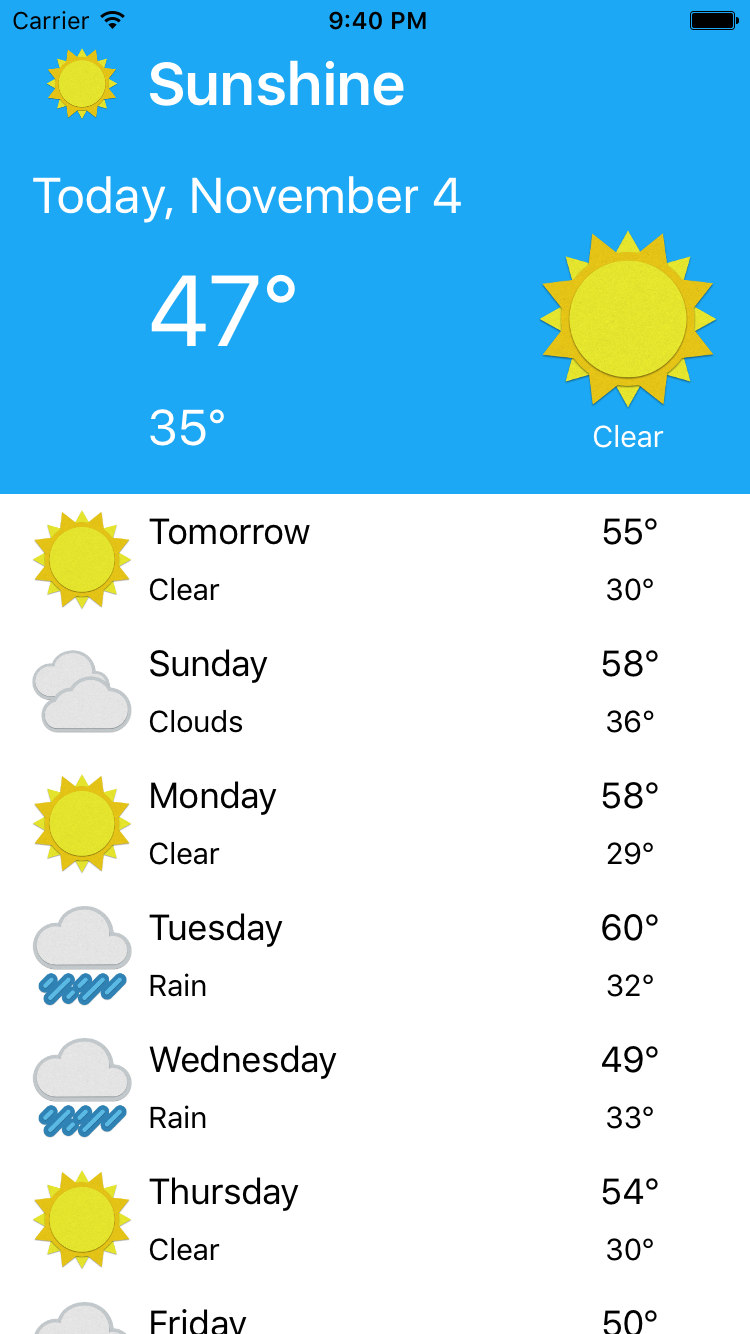 Carrier 9:40 PM
Sunshine
Today, November 4
47°
35°
Clear
Tomorrow 55°
Clear 30°
Sunday 58°
Clouds 36°
Monday 58°
Clear 29°
Tuesday 60°
Rain 32°
Wednesday 49°
Rain 33°
Thursday 54°
Clear 30°
Friday 50°